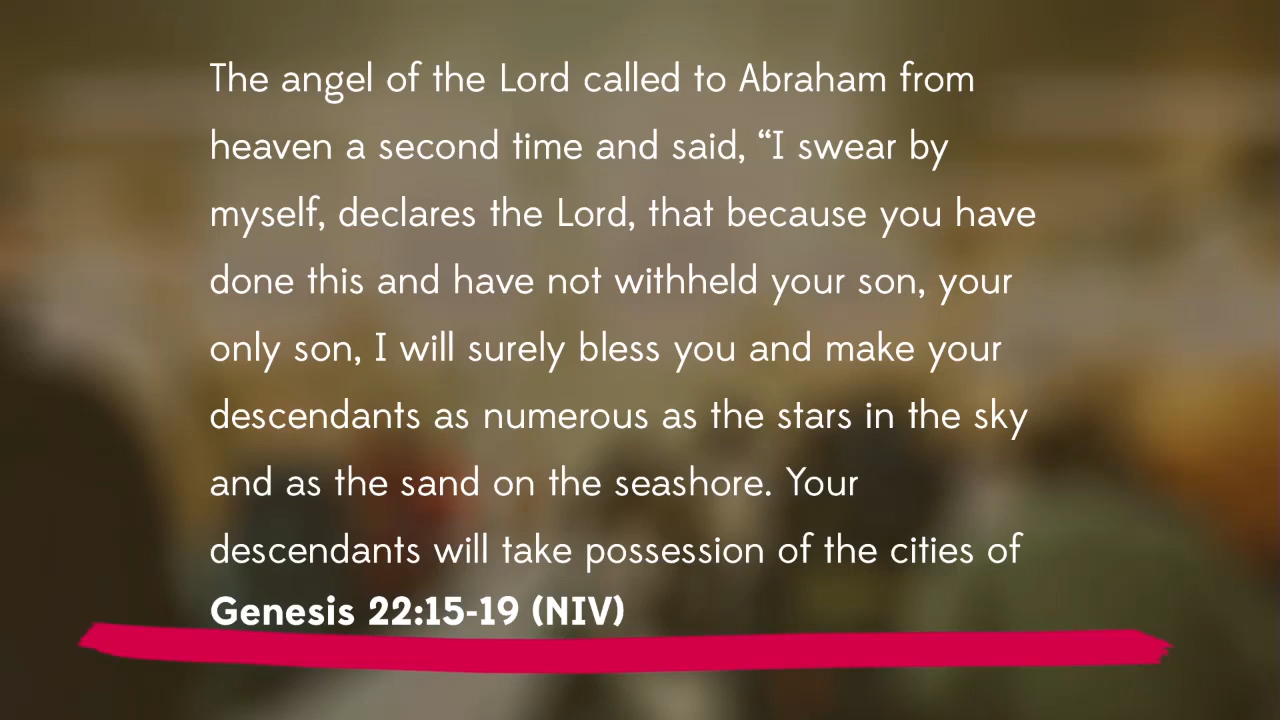 The angel of the Lord called to Abraham from
heaven a second time and said, “I swear by
myself, declares the Lord, that because you have
done this and have not withheld your son, your
only son, I will surely bless you and make your
descendants as numerous as the stars in the sky
and as the sand on the seashore. Your
descendants will take possession of the cities of
Genesis 22:15-19 (NIV)